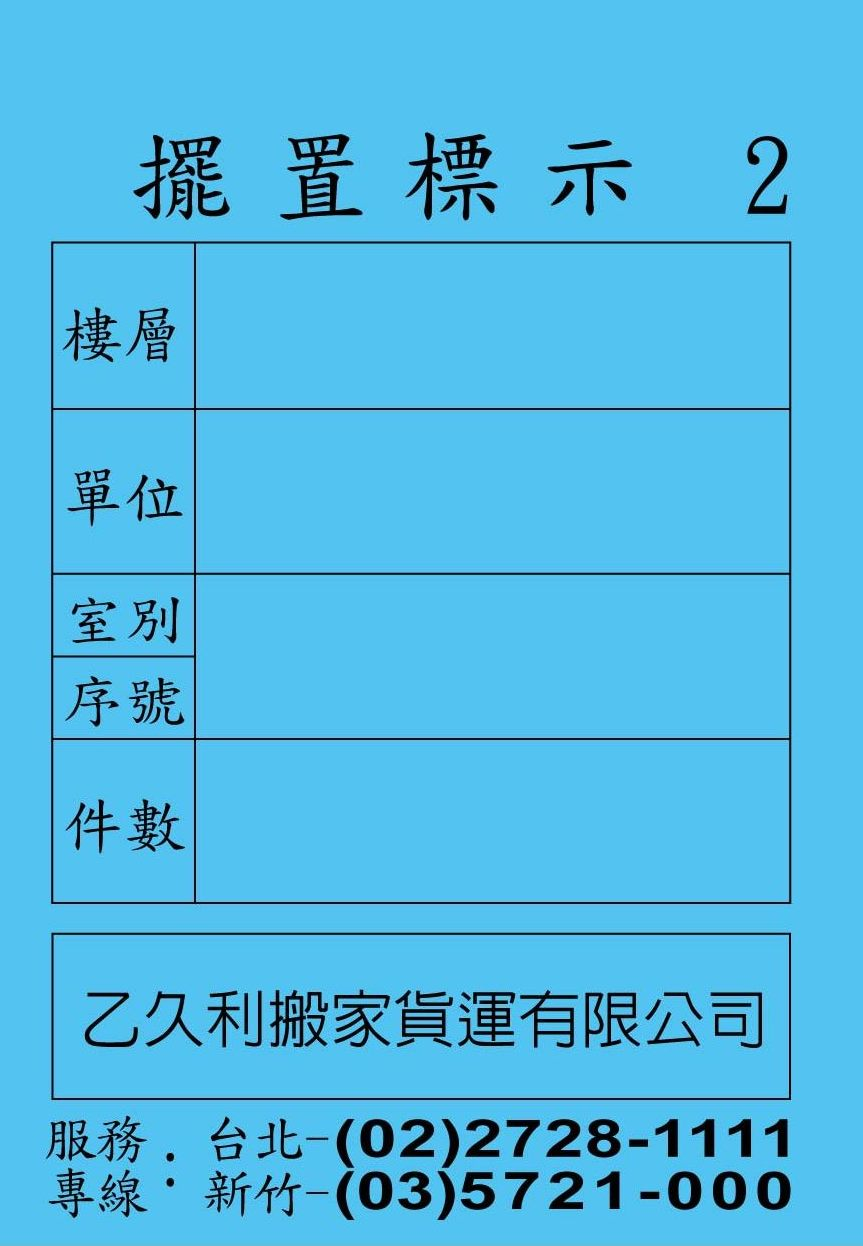 擺置標示 2
樓層
單位
室別
序號
件數
乙久利搬家貨運有限公司
服務專線：台北-(02)2728-1111
新竹-(03)5721-000